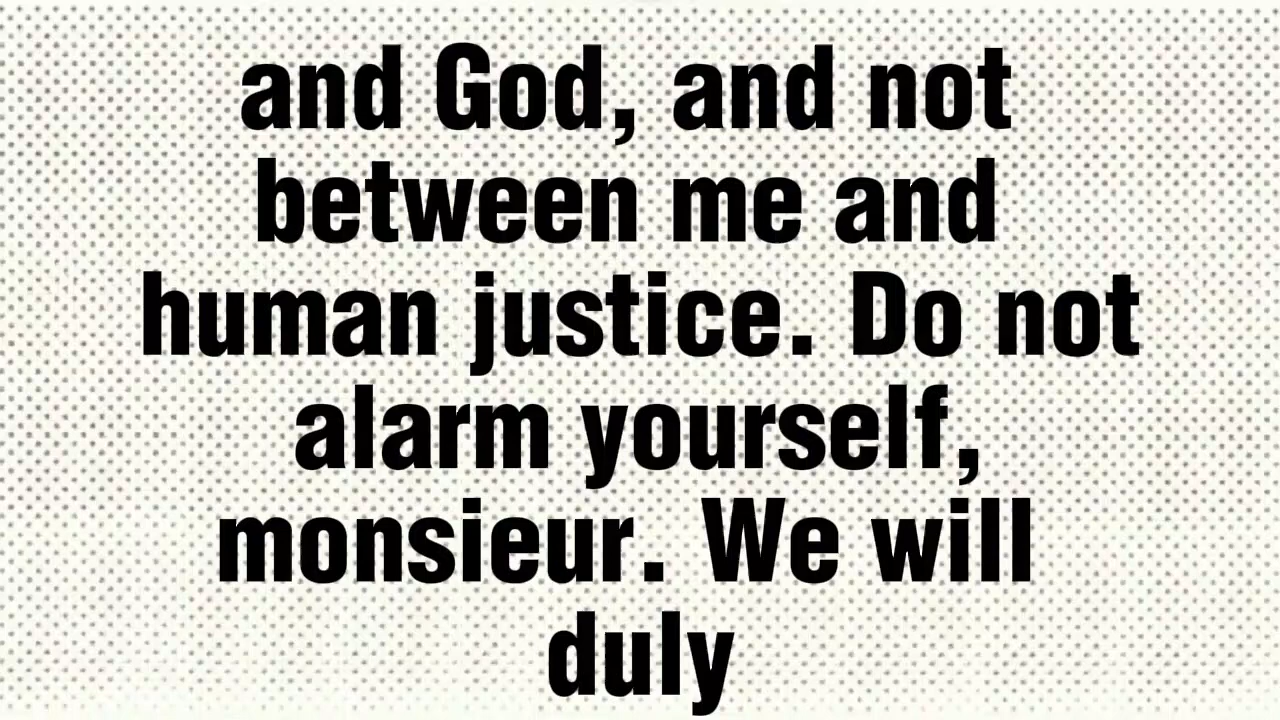 and God, and not
between me and
human justice. Do not
alarm yourself,
monsieur. We will
duly